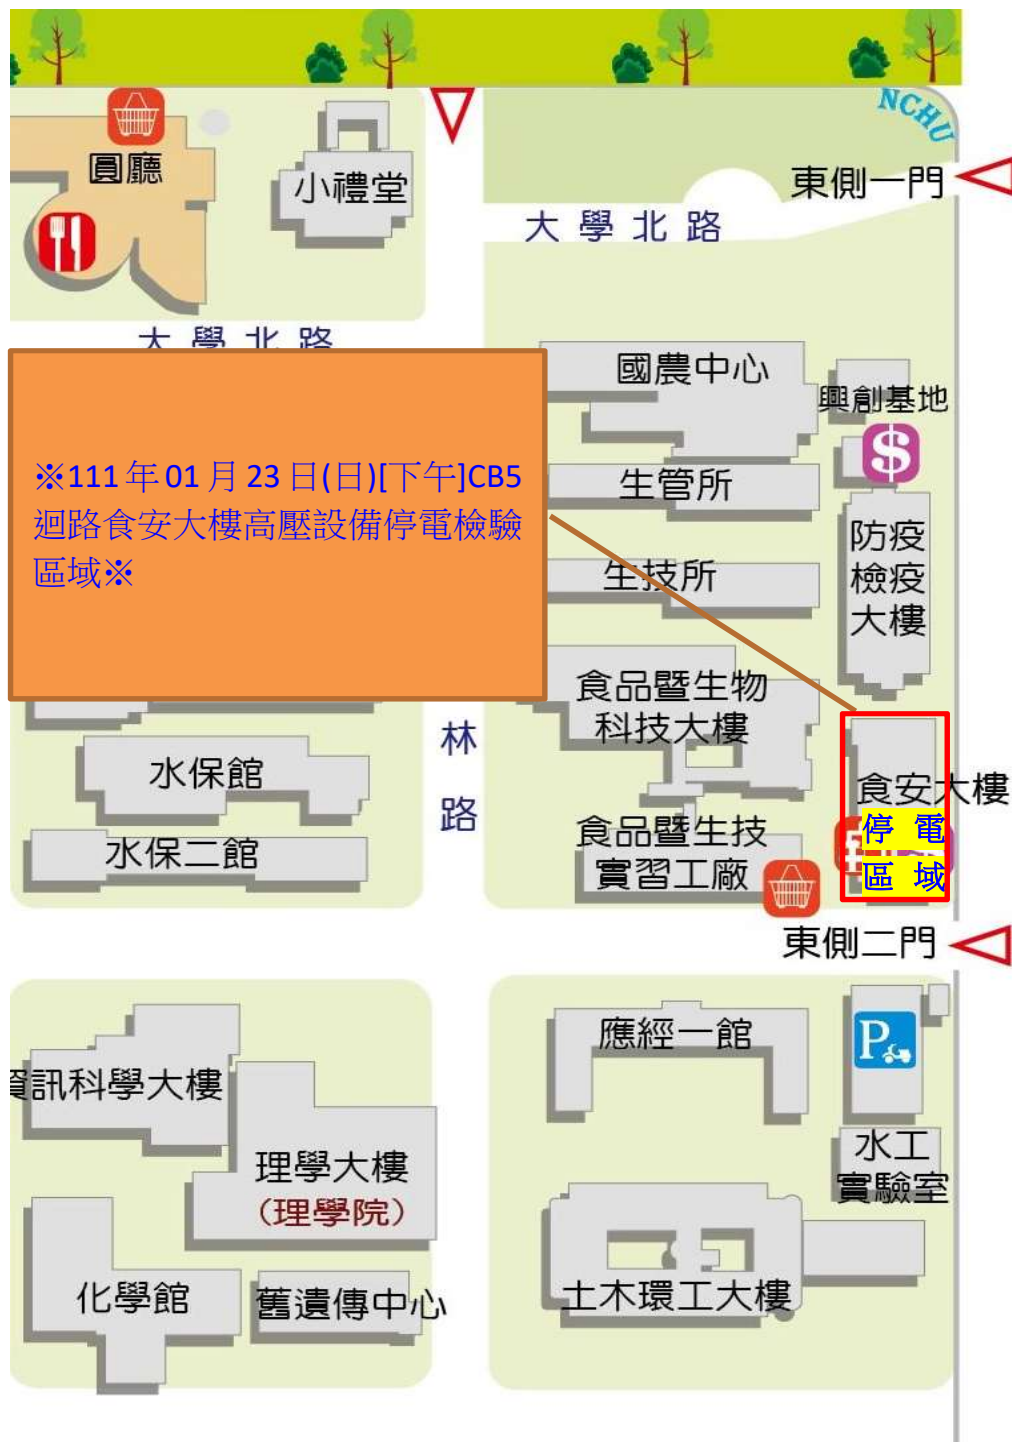 NCHU
圓廳
小禮堂
東側一門
大學北路
大學北路
國農中心
興創基地
※111年01月23日(日)[下午]CB5
迴路食安大樓高壓設備停電檢驗
區域※
生管所
防疫
檢疫
大樓
生技所
食品暨生物
科技大樓
林
路
水保館
食安大樓
停電
區域
食品暨生技
實習工廠
水保二館
東側二門
應經一館
P
資訊科學大樓
水工
實驗室
理學大樓
(理學院)
化學館
舊遺傳中心
土木環工大樓